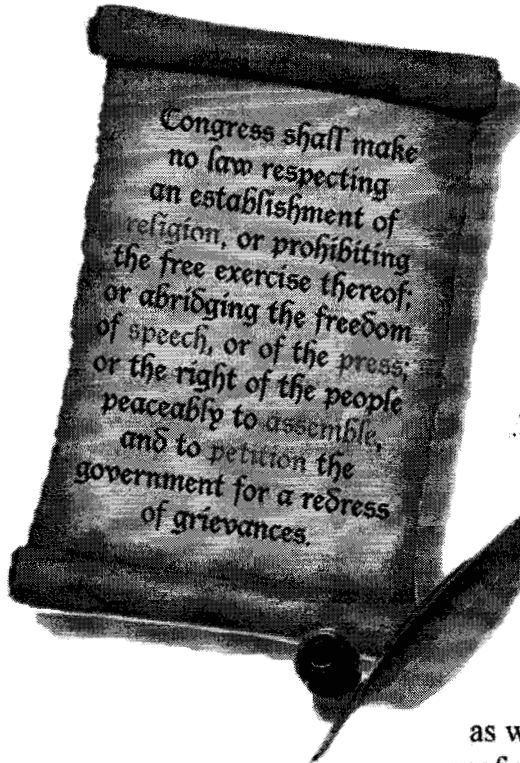 Congress shall make
no law respecting
an establishment of
religion, or prohibiting
the free exercise thereof;
or abridging the freedom
of speech, or of the press;
or the right of the people
peaceably to assemble,
and to petition the
government for a redress
of grievances.
as w